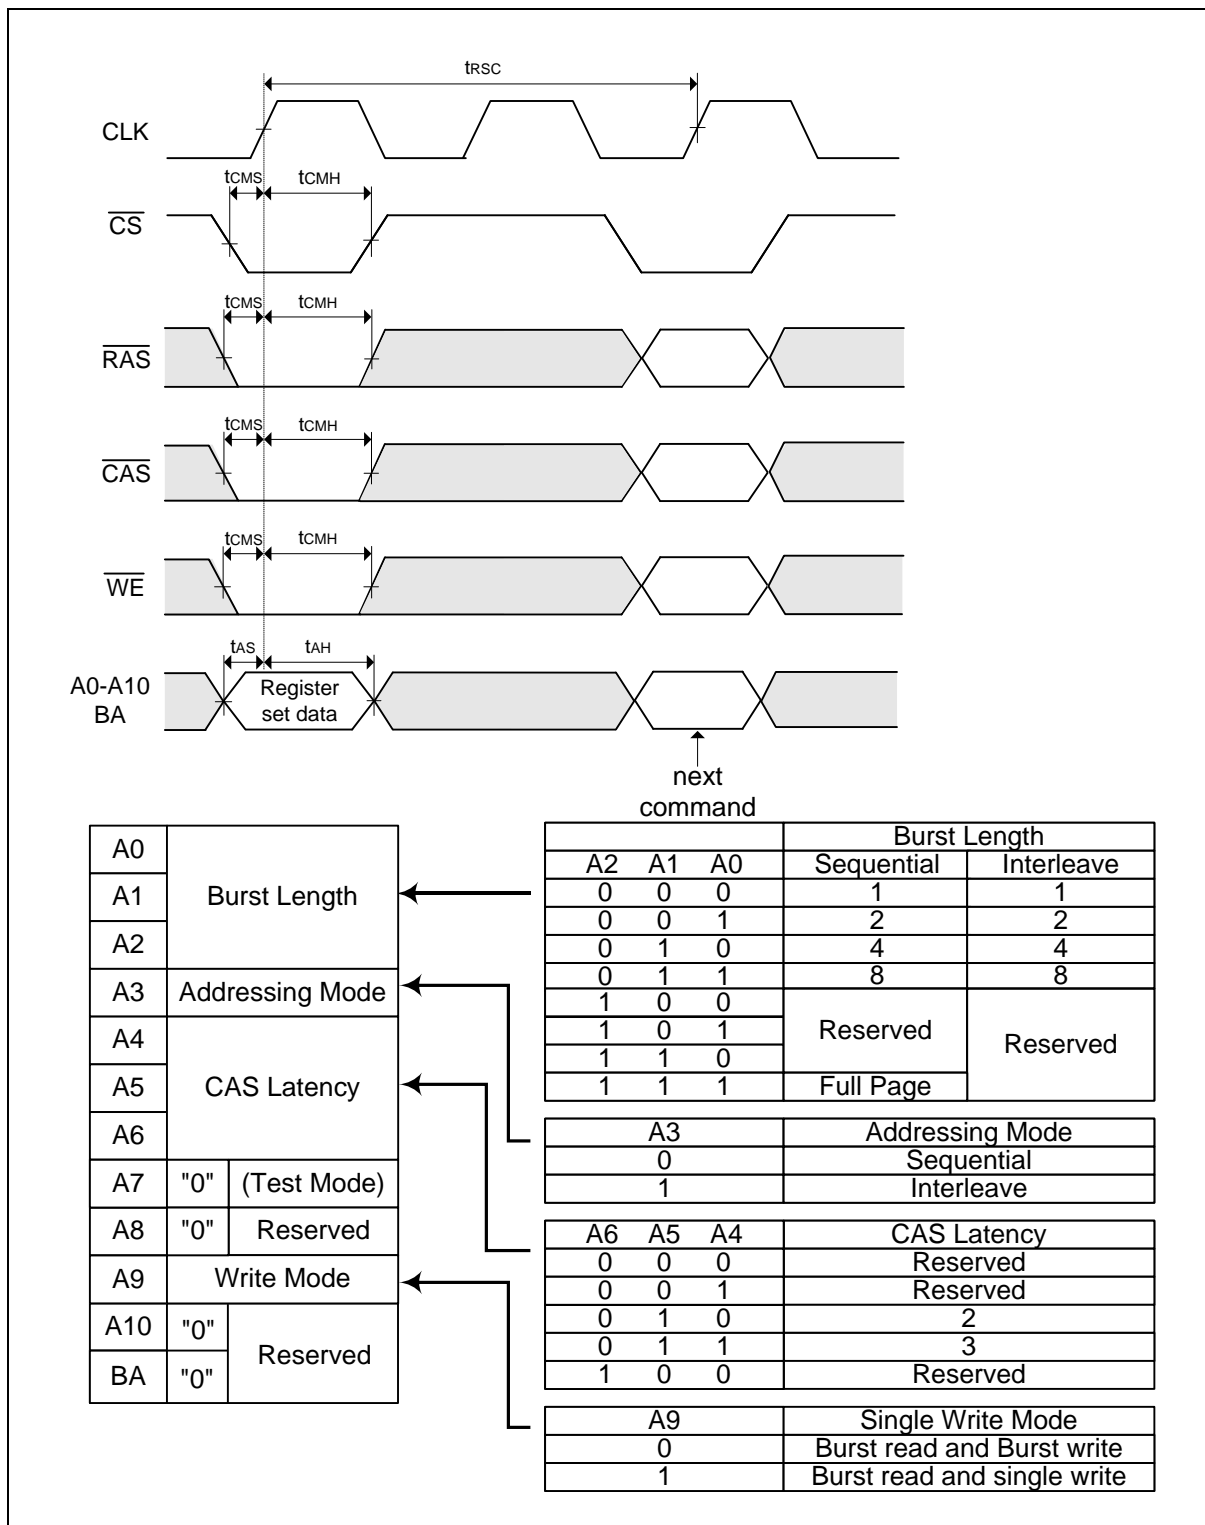 tRSC
CLK
tCMS tCMH
CS
tCMS tCMH
RAS
tCMS tCMH
CAS
tCMS tCMH
WE
tAS tAH
A0-A10
BA
Register
set data
next
command
A0
A1
A2
Burst Length
A3 Addressing Mode
A4
A5
A6
CAS Latency
A7 "0" (Test Mode)
A8 "0" Reserved
A9 Write Mode
A10 "0"
BA "0"
Reserved
Burst Length
A2 A1 A0 Sequential Interleave
0 0 0 1 1
0 0 1 2 2
0 1 0 4 4
0 1 1 8 8
1 0 0
1 0 1 Reserved Reserved
1 1 0
1 1 1 Full Page
A3 Addressing Mode
0 Sequential
1 Interleave
A6 A5 A4 CAS Latency
0 0 0 Reserved
0 0 1 Reserved
0 1 0 2
0 1 1 3
1 0 0 Reserved
A9 Single Write Mode
0 Burst read and Burst write
1 Burst read and single write